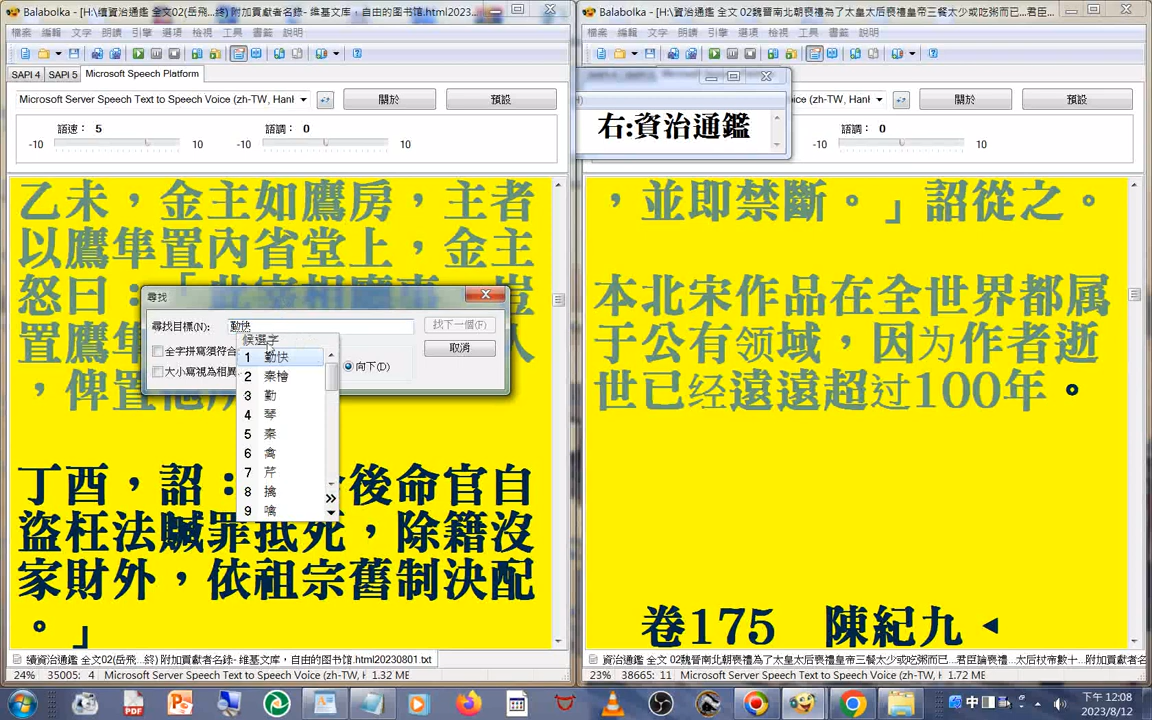 Balabolka - [H:\續資治通鑑 全文02(岳飛...終) 附加貢獻者名錄- 維基文库，自由的图书馆.html2023...
檔案 編輯 文字 朗讀 引擎 選項 檢視 工具 書籤 說明
SAPI 4 SAPI 5 Microsoft Speech Platform
Microsoft Server Speech Text to Speech Voice (zh-TW, Hanl
關於
預設
語速： 5 語調： 0
-10 10 -10 10
乙未，金主如鷹房，主者
以鷹隼置內省堂上，金主
怒曰：「此宰相廳事，豈
置鷹隼
，俾置他所
丁酉，詔：
後命官自
盜枉法贓罪抵死，除籍沒
家財外，依祖宗舊制決配
。」
尋找
尋找目標(N):
勤快
找下一個(F)
全字拼寫須符合
大小寫視為相異
向下(D)
取消
候選字
1 勤快
2 秦檜
3 勤
4 琴
5 秦
6 禽
7 芹
8 擒
9 噙
續資治通鑑 全文02(岳飛...終) 附加貢獻者名錄- 維基文库，自由的图书馆.html20230801.txt
24% 35005: 4 Microsoft Server Speech Text to Speech Voice (zh-TW 1.32 MB
Balabolka - [H:\資治通鑑 全文 02魏晉南北朝喪禮為了太皇太后喪禮皇帝三餐太少或吃粥而已...君臣...
檔案 編輯 文字 朗讀 引擎 選項 檢視 工具 書籤 說明
右:資治通鑑
ice (zh-TW, Hanl
關於
預設
語調： 0
-10 10 -10 10
，並即禁斷。」詔從之。
本北宋作品在全世界都属
于公有领域，因为作者逝
世已经遠遠超过100年。
卷175 陳紀九 ◄
資治通鑑 全文 02魏晉南北朝喪禮為了太皇太后喪禮皇帝三餐太少或吃粥而已...君臣論喪禮...太后杖帝數十...附加貢獻者名
23% 38665: 11 Microsoft Server Speech Text to Speech Voice (zh-TW 1.72 MB
中
下午 12:08
2023/8/12